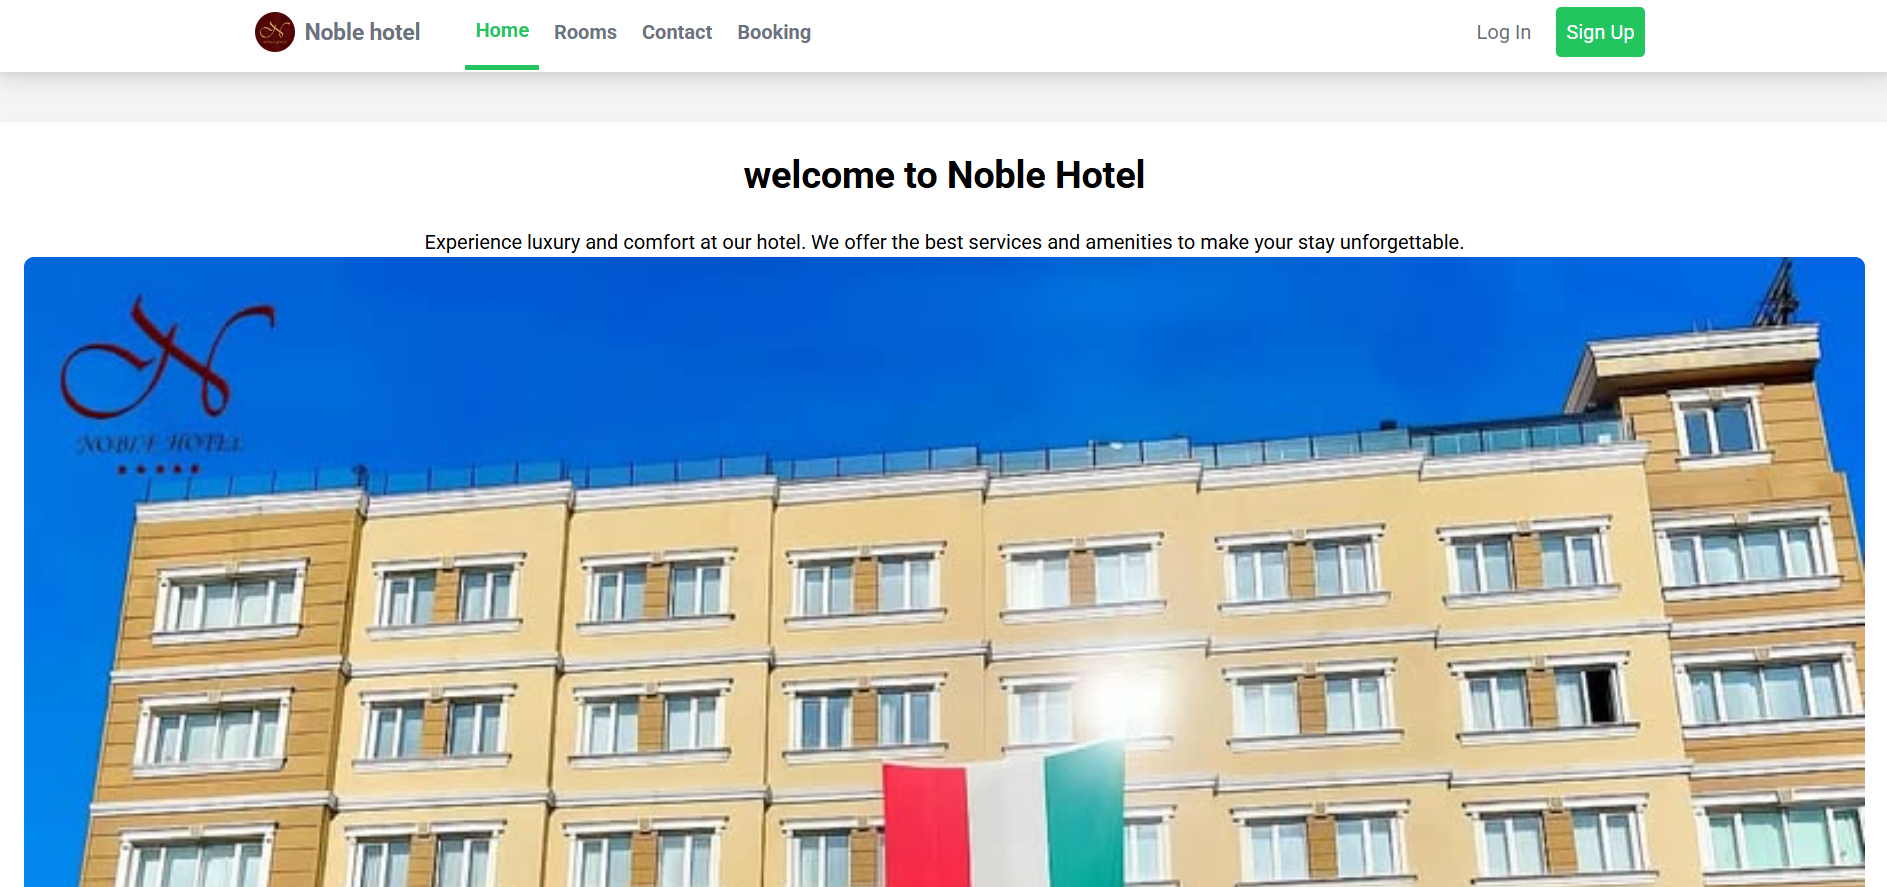 Noble hotel
Home
Rooms
Contact
Booking
Log In
Sign Up
welcome to Noble Hotel
Experience luxury and comfort at our hotel. We offer the best services and amenities to make your stay unforgettable.
N
NOBLE HOTEL